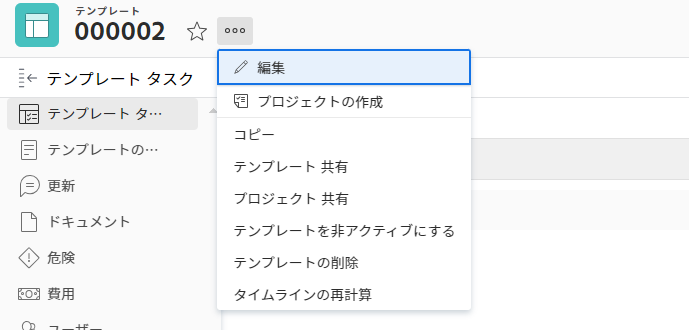 テンプレート
000002
編集
テンプレート タスク
プロジェクトの作成
テンプレート タ…
コピー
テンプレートの…
テンプレート 共有
更新
プロジェクト 共有
ドキュメント
テンプレートを非アクティブにする
危険
テンプレートの削除
費用
タイムラインの再計算
ユーザー